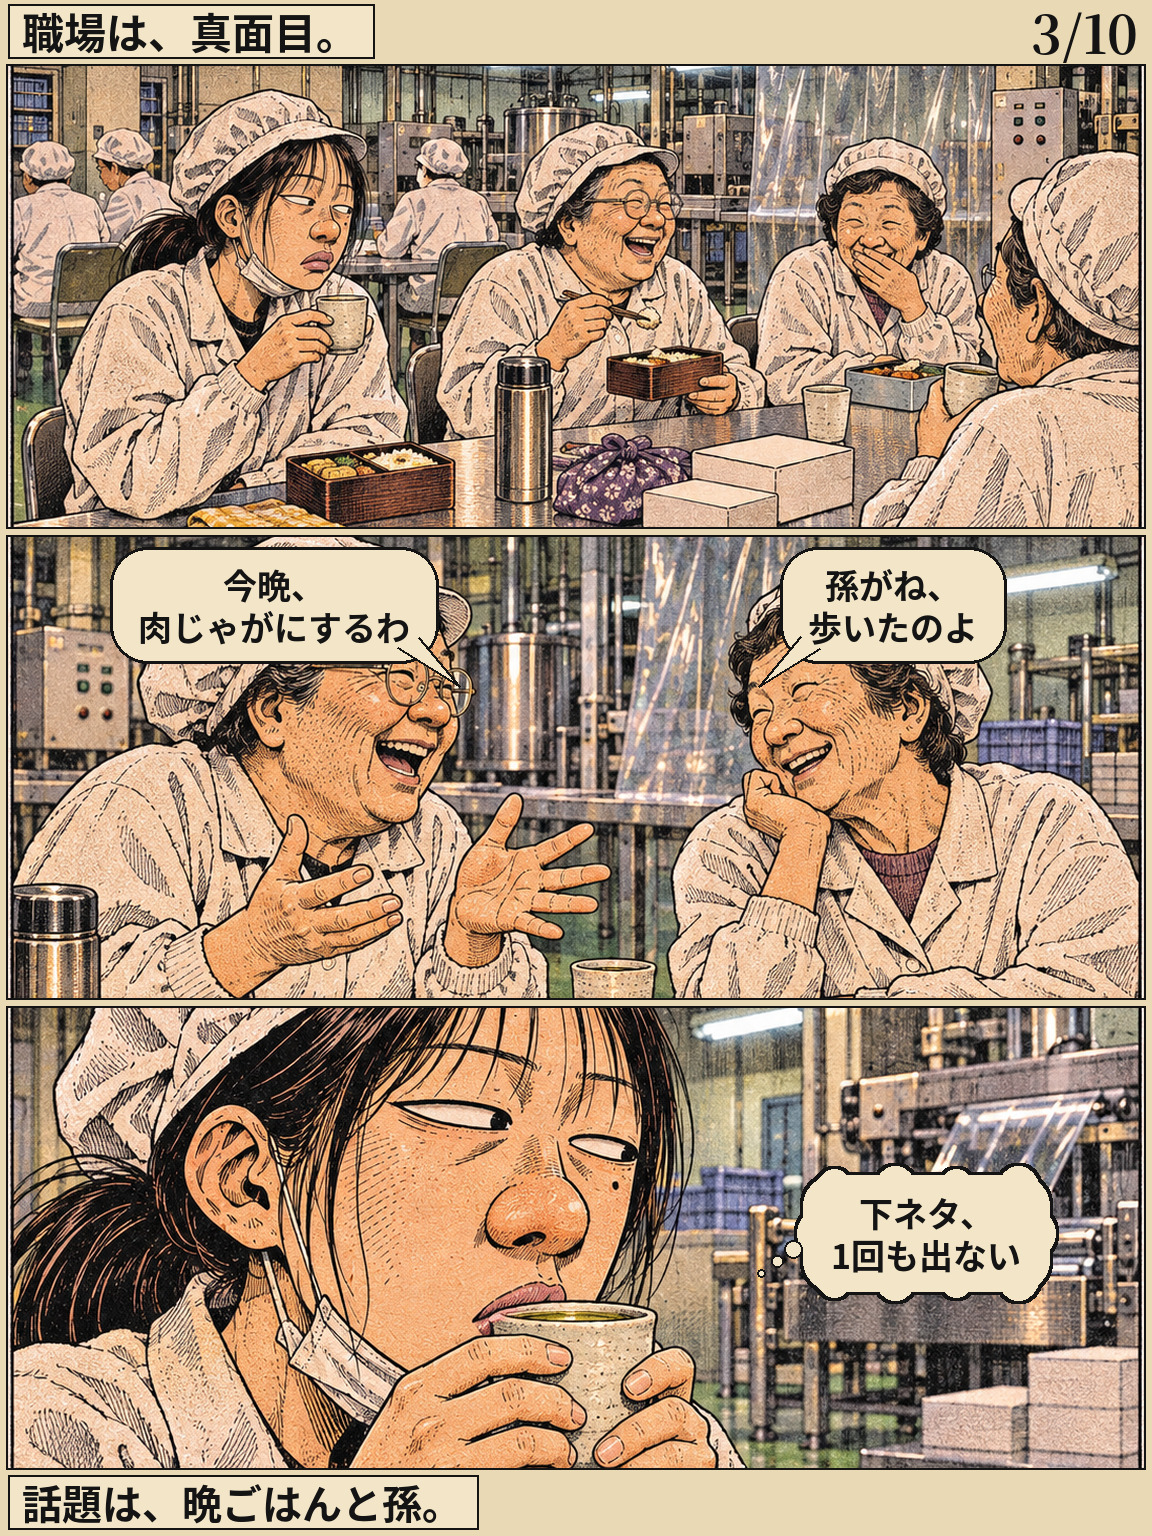 職場は、真面目。
3/10
今晩、
肉じゃがにするわ
孫がね、
歩いたのよ
下ネタ、
1回も出ない
話題は、晩ごはんと孫。